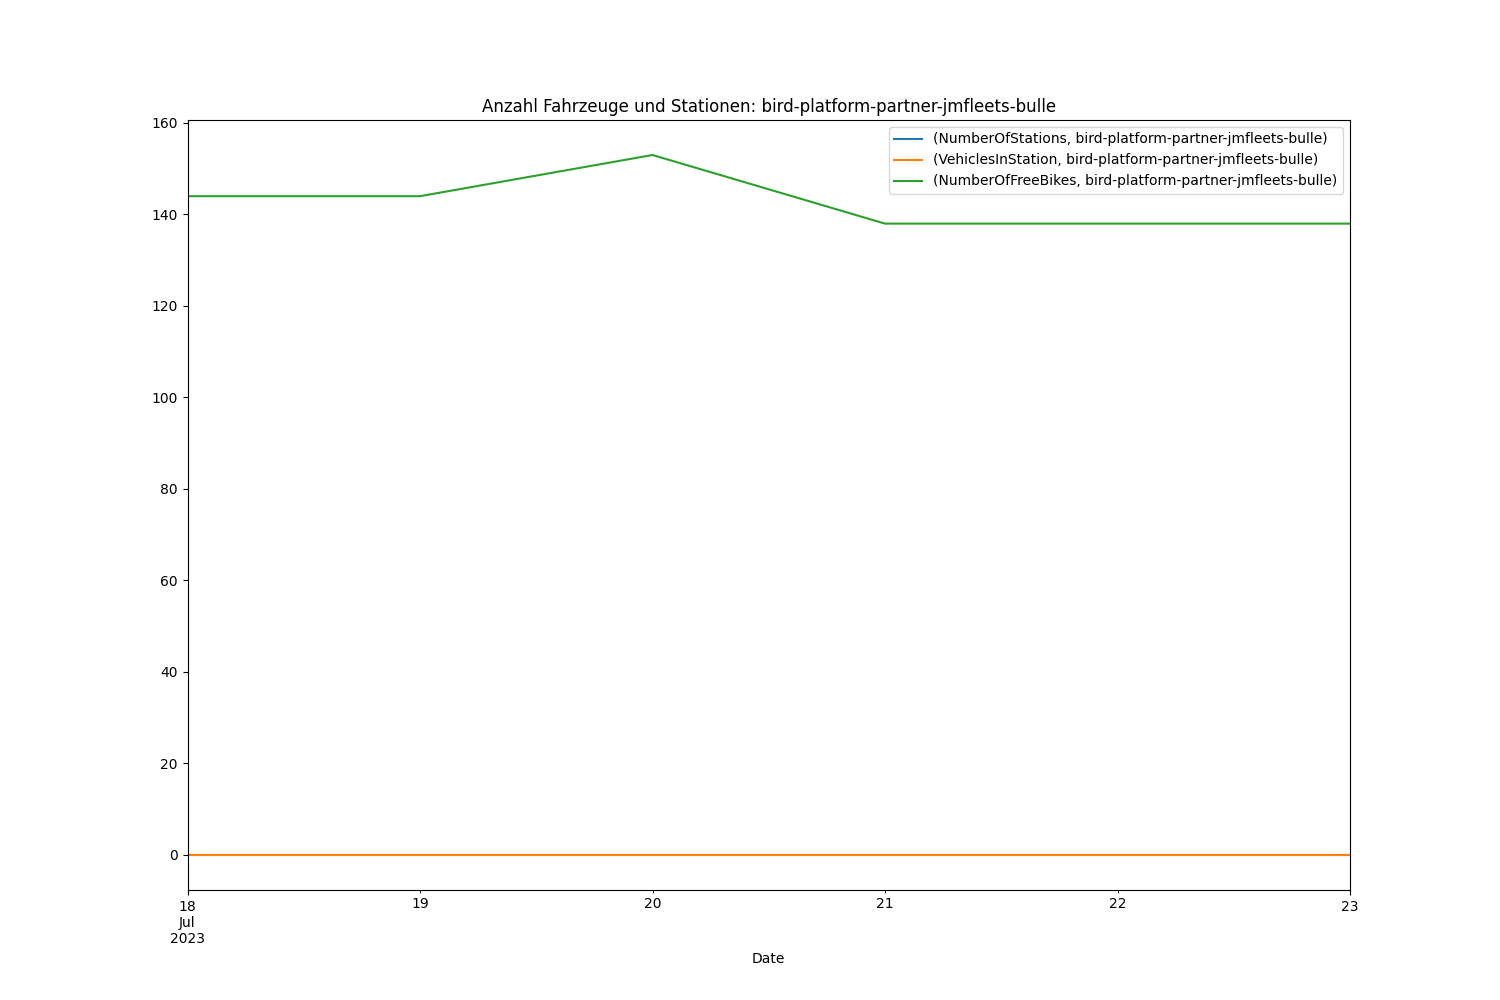 Anzahl Fahrzeuge und Stationen: bird-platform-partner-jmfleets-bulle
(NumberOfStations, bird-platform-partner-jmfleets-bulle)
(VehiclesInStation, bird-platform-partner-jmfleets-bulle)
(NumberOfFreeBikes, bird-platform-partner-jmfleets-bulle)
160
140
120
100
80
60
40
20
0
18 19 20 21 22 23
Jul
2023
Date